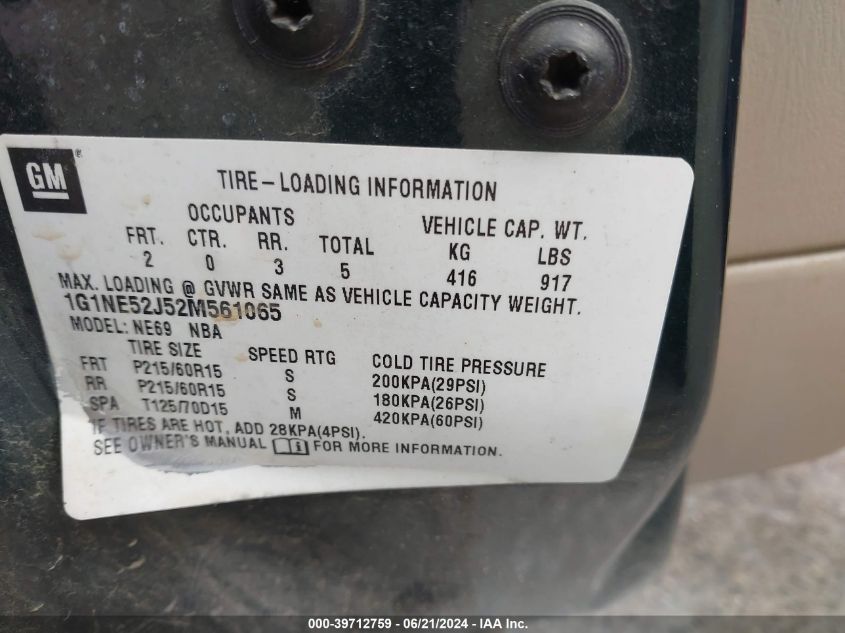 GM®
TIRE-LOADING INFORMATION
OCCUPANTS VEHICLE CAP. WT.
FRT. CTR. RR. TOTAL KG LBS
2 0 3 5 416 917
MAX. LOADING @ GVWR SAME AS VEHICLE CAPACITY WEIGHT.
1G1NE52J52M561065
MODEL: NE69 NBA
TIRE SIZE SPEED RTG COLD TIRE PRESSURE
FRT P215/60R15 S 200KPA(29PSI)
RR P215/60R15 S 180KPA(26PSI)
SPA T125/70D15 M 420KPA(60PSI)
IF TIRES ARE HOT, ADD 28KPA(4PSI).
SEE OWNER'S MANUAL i FOR MORE INFORMATION.
000-39712759 - 06/21/2024 - IAA Inc.